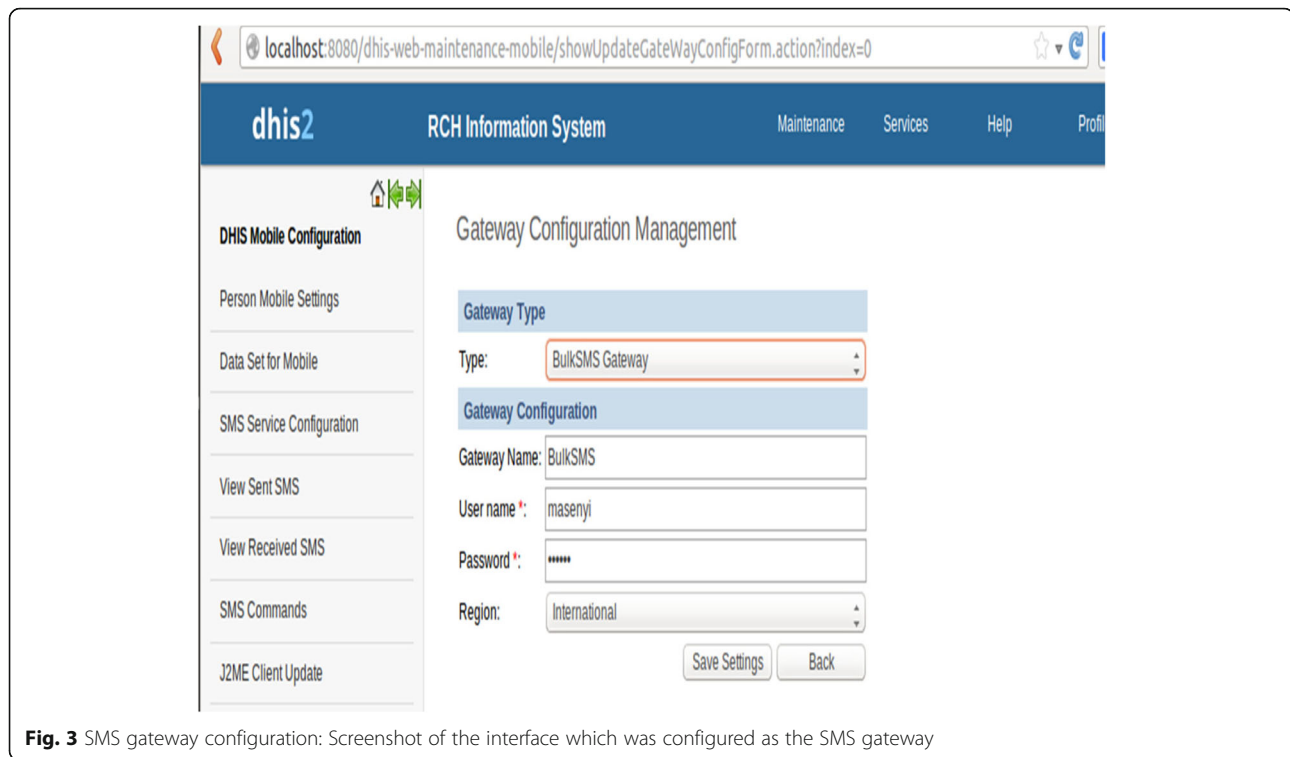 localhost:8080/dhis-web-maintenance-mobile/showUpdateGateWayConfigForm.action?index=0
dhis2 RCH Information System Maintenance Services Help Profil
DHIS Mobile Configuration
Person Mobile Settings
Data Set for Mobile
SMS Service Configuration
View Sent SMS
View Received SMS
SMS Commands
J2ME Client Update
Gateway Configuration Management
Gateway Type
Type: BulkSMS Gateway
Gateway Configuration
Gateway Name: BulkSMS
User name *: masenyi
Password *: ••••••
Region: International
Save Settings Back
Fig. 3 SMS gateway configuration: Screenshot of the interface which was configured as the SMS gateway